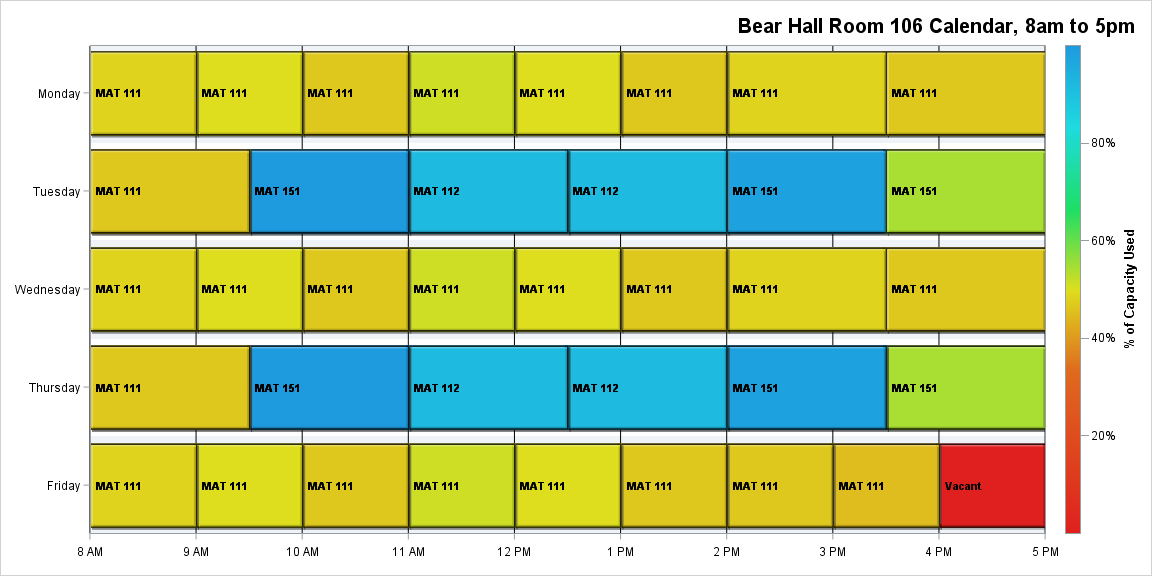 Bear Hall Room 106 Calendar, 8am to 5pm
Monday MAT 111 MAT 111 MAT 111 MAT 111 MAT 111 MAT 111 MAT 111 MAT 111
Tuesday MAT 111 MAT 151 MAT 112 MAT 112 MAT 151 MAT 151
Wednesday MAT 111 MAT 111 MAT 111 MAT 111 MAT 111 MAT 111 MAT 111 MAT 111
Thursday MAT 111 MAT 151 MAT 112 MAT 112 MAT 151 MAT 151
Friday MAT 111 MAT 111 MAT 111 MAT 111 MAT 111 MAT 111 MAT 111 MAT 111 Vacant
8 AM 9 AM 10 AM 11 AM 12 PM 1 PM 2 PM 3 PM 4 PM 5 PM
80%
60%
40%
20%
% of Capacity Used